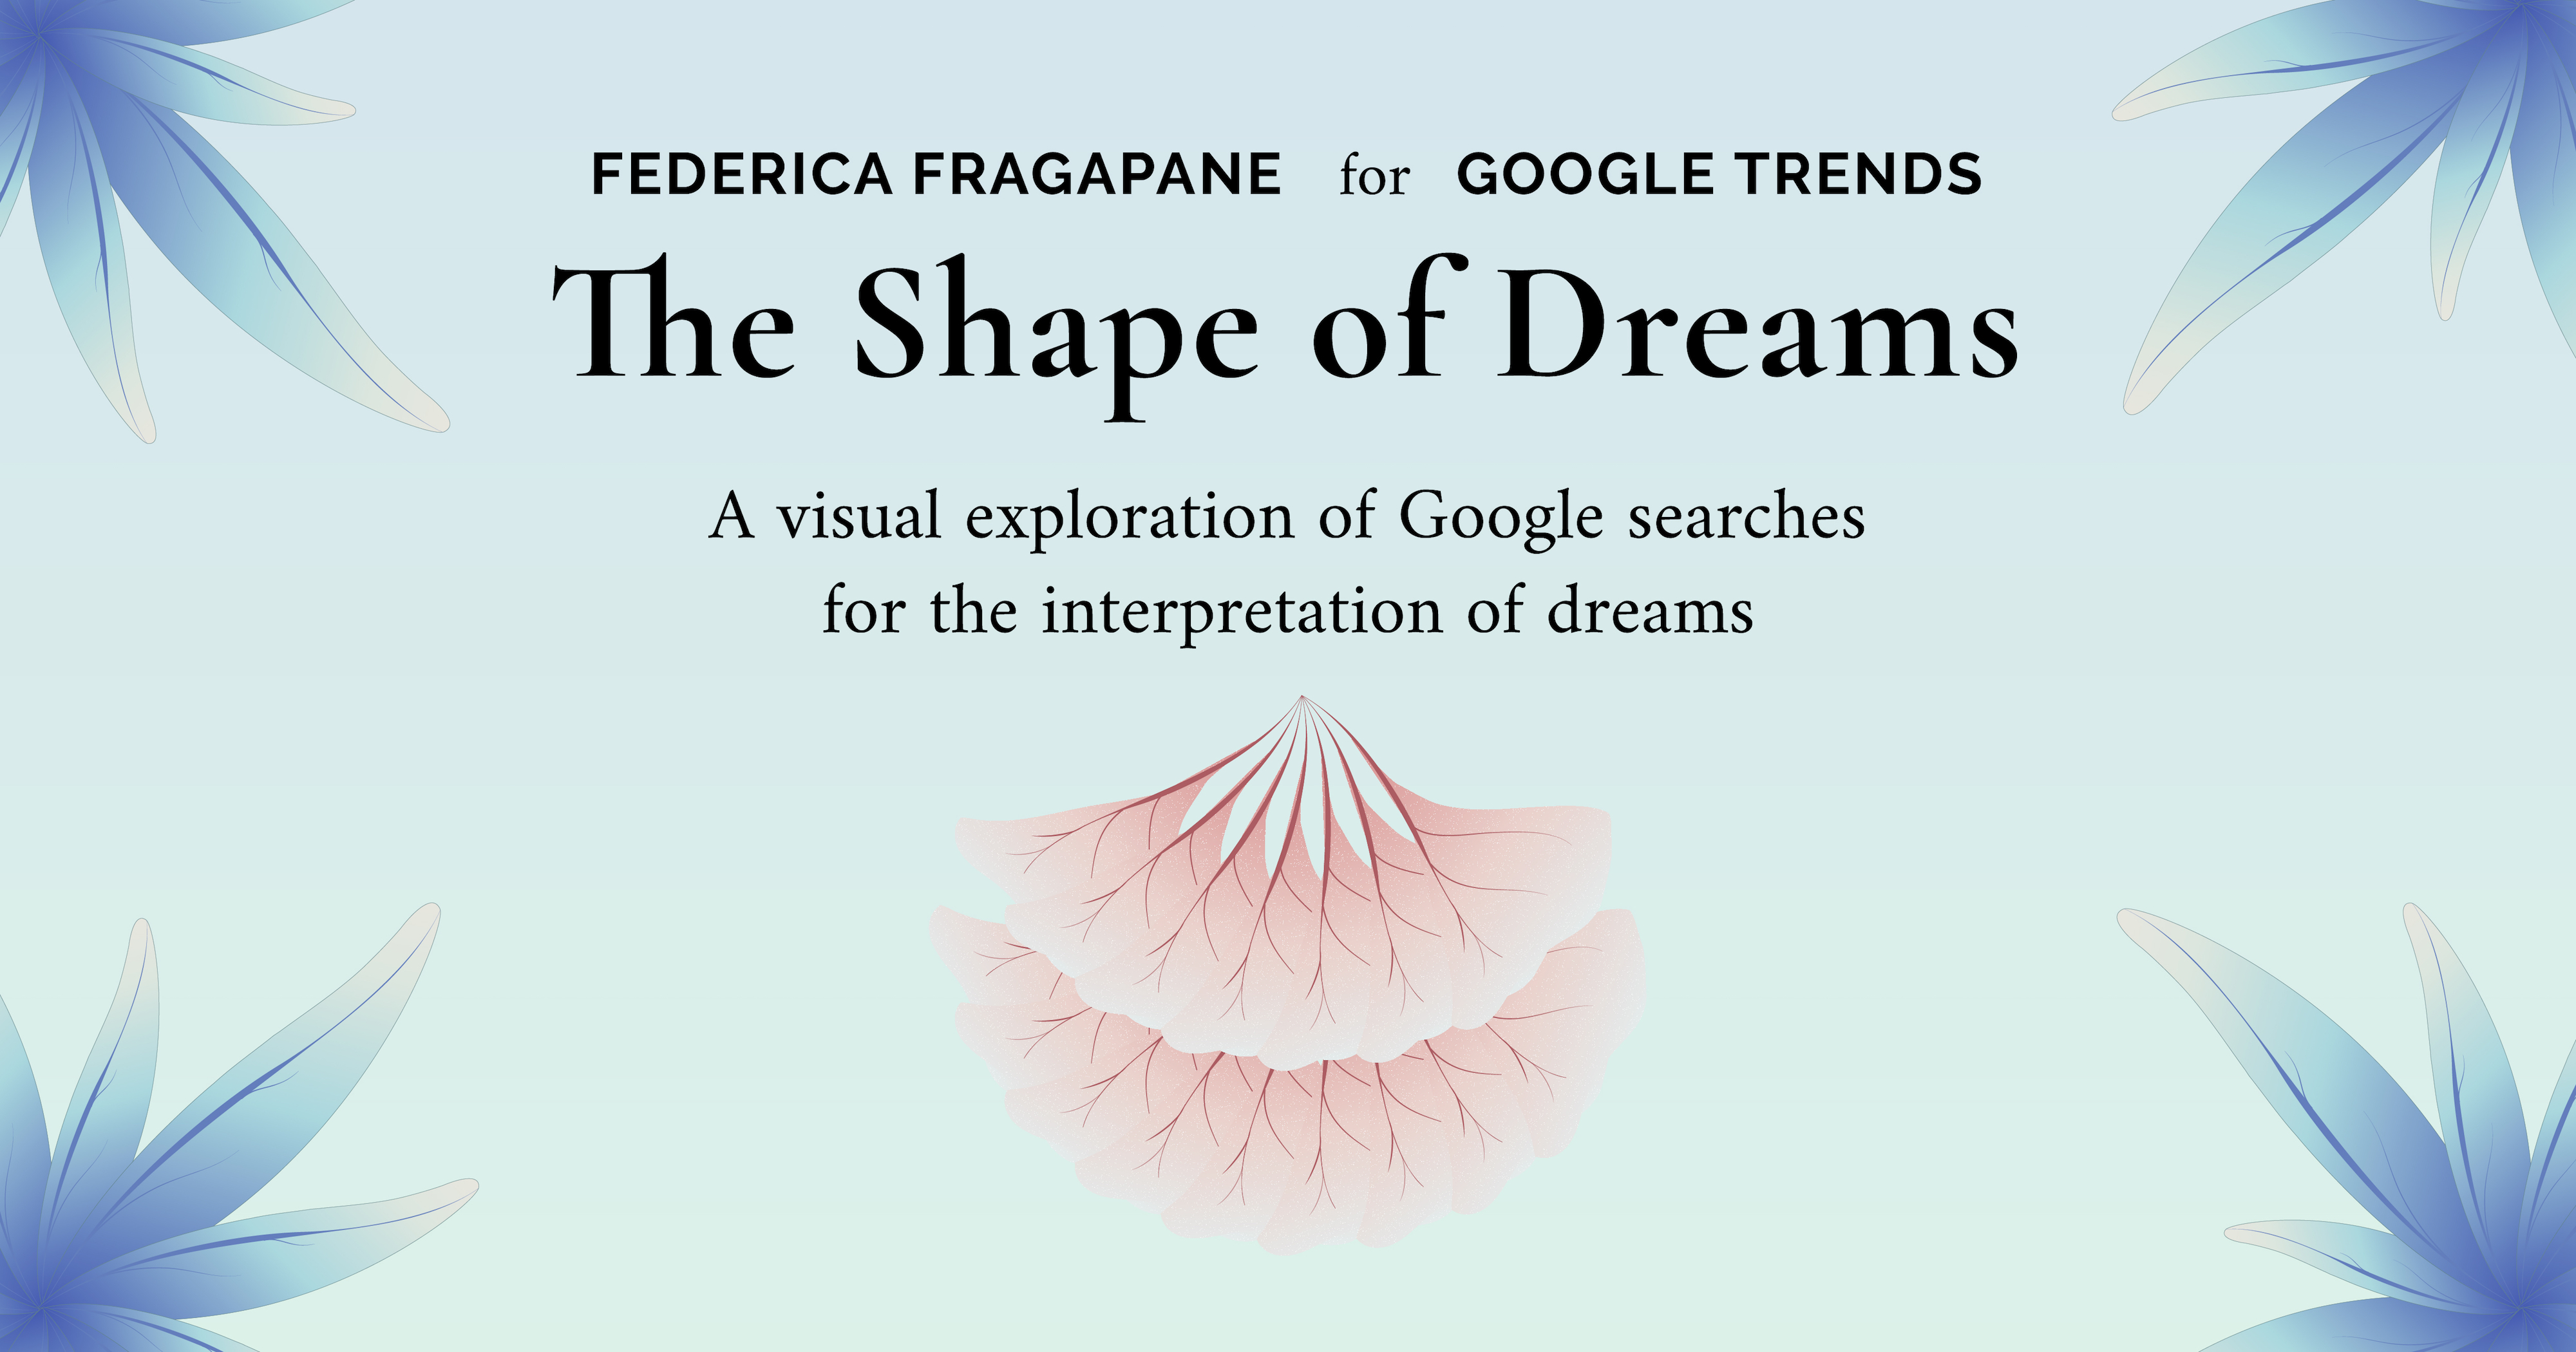 FEDERICA FRAGAPANE for GOOGLE TRENDS
The Shape of Dreams
A visual exploration of Google searches
for the interpretation of dreams